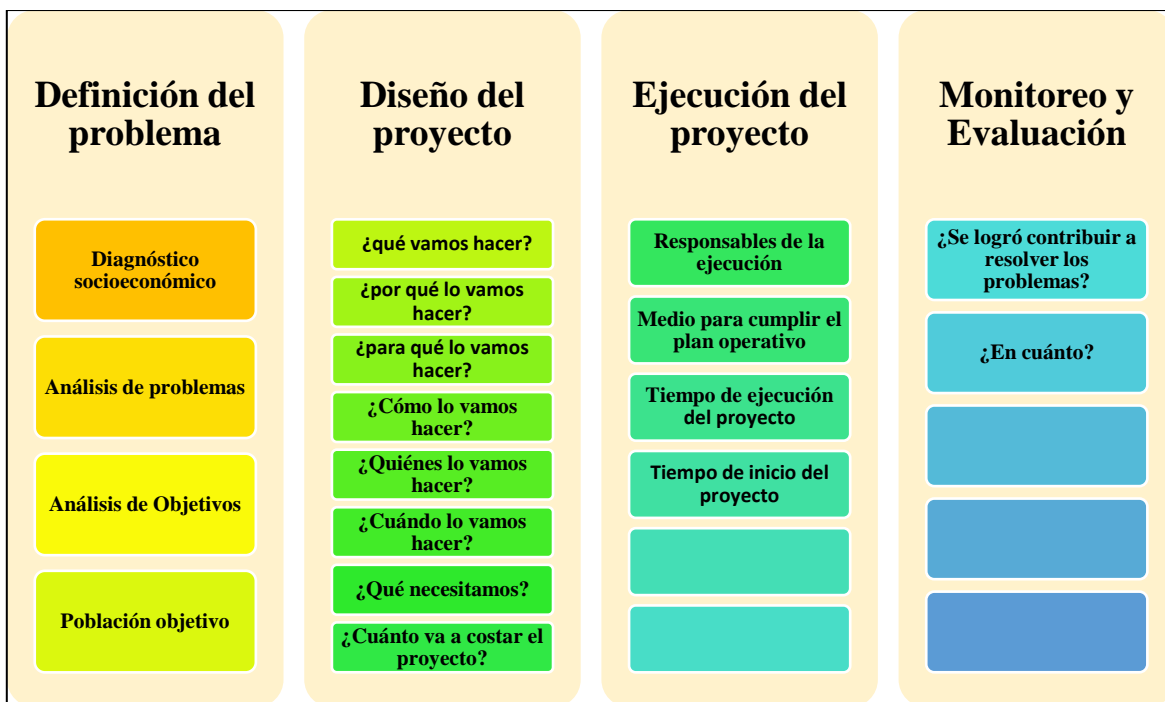 Definición del
problema
Diagnóstico
socioeconómico
Análisis de problemas
Análisis de Objetivos
Población objetivo
Diseño del
proyecto
¿qué vamos hacer?
¿por qué lo vamos
hacer?
¿para qué lo vamos
hacer?
¿Cómo lo vamos
hacer?
¿Quiénes lo vamos
hacer?
¿Cuándo lo vamos
hacer?
¿Qué necesitamos?
¿Cuánto va a costar el
proyecto?
Ejecución del
proyecto
Responsables de la
ejecución
Medio para cumplir el
plan operativo
Tiempo de ejecución
del proyecto
Tiempo de inicio del
proyecto
Monitoreo y
Evaluación
¿Se logró contribuir a
resolver los
problemas?
¿En cuánto?